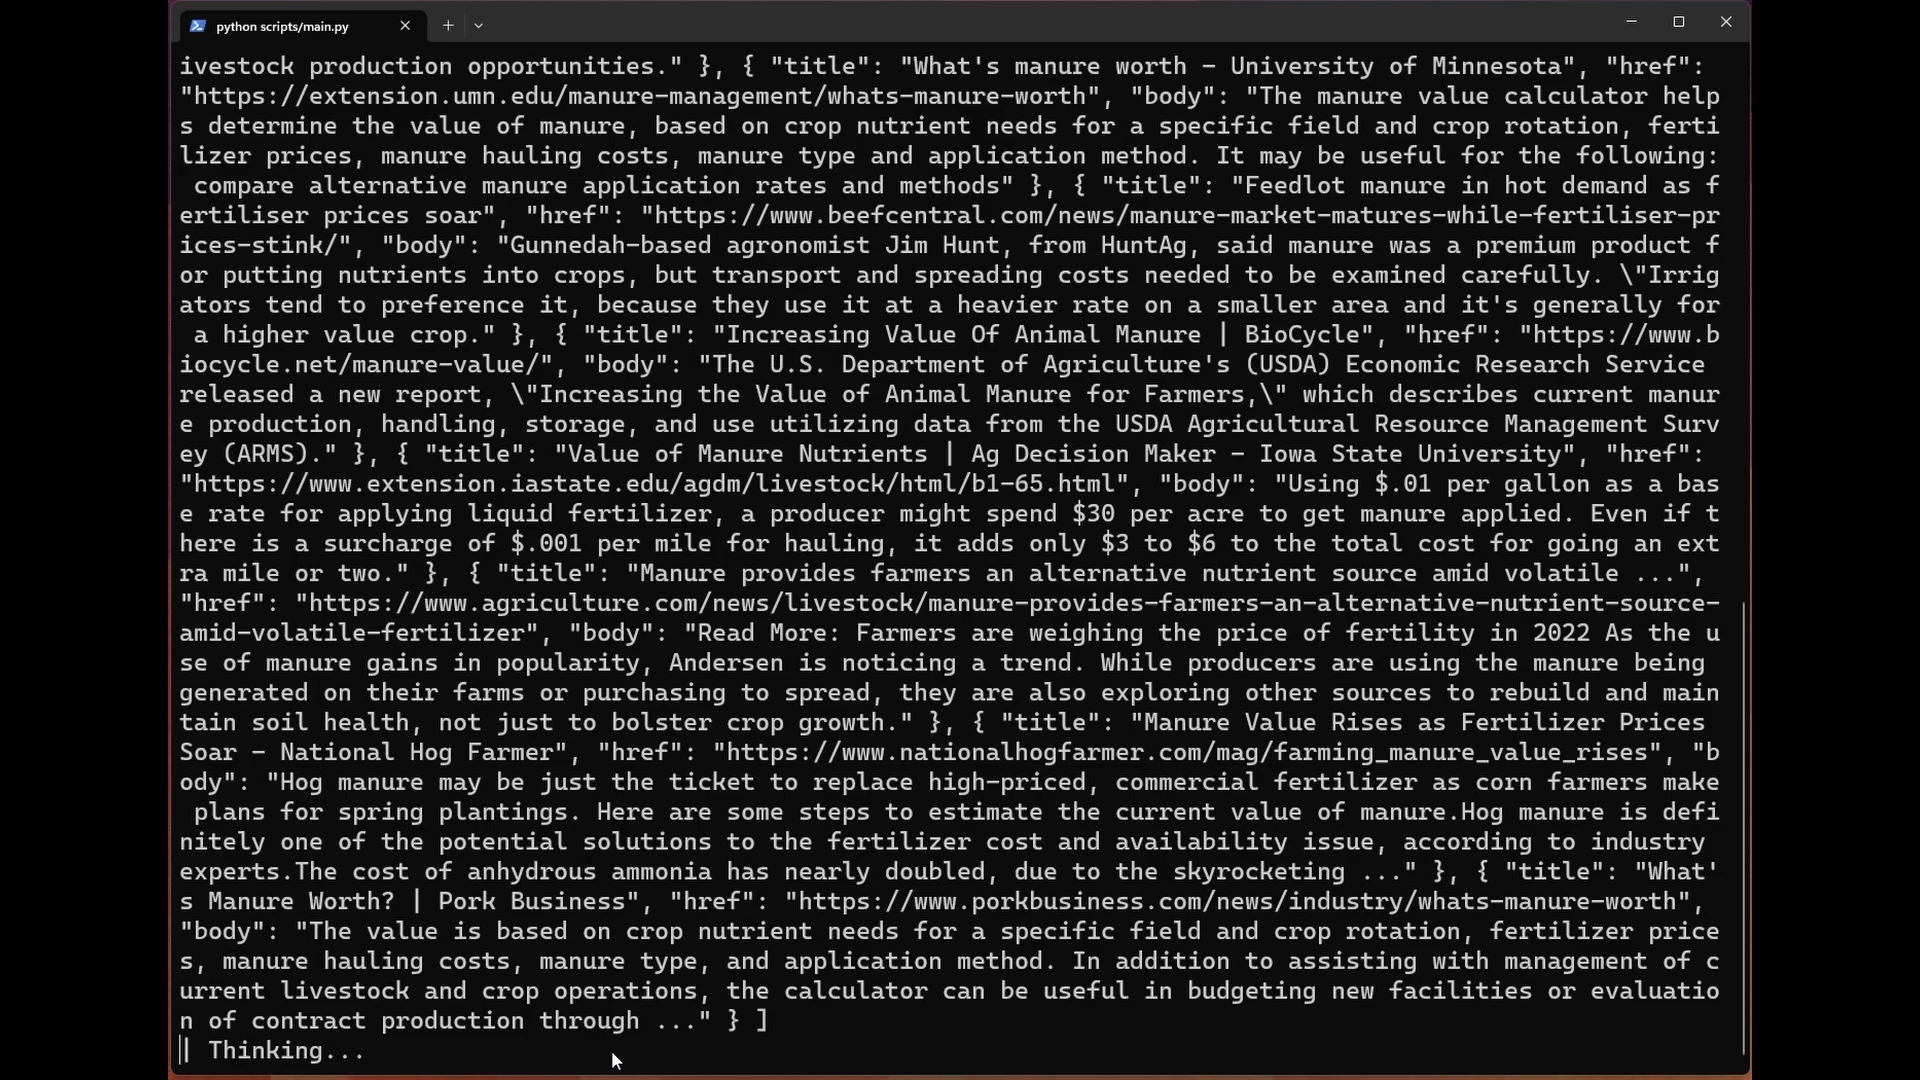 python scripts/main.py
ivestock production opportunities." }, { "title": "What's manure worth – University of Minnesota", "href":
"https://extension.umn.edu/manure-management/whats-manure-worth", "body": "The manure value calculator help
s determine the value of manure, based on crop nutrient needs for a specific field and crop rotation, ferti
lizer prices, manure hauling costs, manure type and application method. It may be useful for the following:
compare alternative manure application rates and methods" }, { "title": "Feedlot manure in hot demand as f
ertiliser prices soar", "href": "https://www.beefcentral.com/news/manure-market-matures-while-fertiliser-pr
ices-stink/", "body": "Gunnedah-based agronomist Jim Hunt, from HuntAg, said manure was a premium product f
or putting nutrients into crops, but transport and spreading costs needed to be examined carefully. \"Irrig
ators tend to preference it, because they use it at a heavier rate on a smaller area and it's generally for
a higher value crop." }, { "title": "Increasing Value Of Animal Manure | BioCycle", "href": "https://www.b
iocycle.net/manure-value/", "body": "The U.S. Department of Agriculture's (USDA) Economic Research Service
released a new report, \"Increasing the Value of Animal Manure for Farmers,\" which describes current manur
e production, handling, storage, and use utilizing data from the USDA Agricultural Resource Management Surv
ey (ARMS)." }, { "title": "Value of Manure Nutrients | Ag Decision Maker – Iowa State University", "href":
"https://www.extension.iastate.edu/agdm/livestock/html/b1-65.html", "body": "Using $.01 per gallon as a bas
e rate for applying liquid fertilizer, a producer might spend $30 per acre to get manure applied. Even if t
here is a surcharge of $.001 per mile for hauling, it adds only $3 to $6 to the total cost for going an ext
ra mile or two." }, { "title": "Manure provides farmers an alternative nutrient source amid volatile ...",
"href": "https://www.agriculture.com/news/livestock/manure-provides-farmers-an-alternative-nutrient-source-
amid-volatile-fertilizer", "body": "Read More: Farmers are weighing the price of fertility in 2022 As the u
se of manure gains in popularity, Andersen is noticing a trend. While producers are using the manure being
generated on their farms or purchasing to spread, they are also exploring other sources to rebuild and main
tain soil health, not just to bolster crop growth." }, { "title": "Manure Value Rises as Fertilizer Prices
Soar – National Hog Farmer", "href": "https://www.nationalhogfarmer.com/mag/farming_manure_value_rises", "b
ody": "Hog manure may be just the ticket to replace high-priced, commercial fertilizer as corn farmers make
plans for spring plantings. Here are some steps to estimate the current value of manure.Hog manure is defi
nitely one of the potential solutions to the fertilizer cost and availability issue, according to industry
experts.The cost of anhydrous ammonia has nearly doubled, due to the skyrocketing ..." }, { "title": "What'
s Manure Worth? | Pork Business", "href": "https://www.porkbusiness.com/news/industry/whats-manure-worth",
"body": "The value is based on crop nutrient needs for a specific field and crop rotation, fertilizer price
s, manure hauling costs, manure type, and application method. In addition to assisting with management of c
urrent livestock and crop operations, the calculator can be useful in budgeting new facilities or evaluatio
n of contract production through ..." } ]
| Thinking...